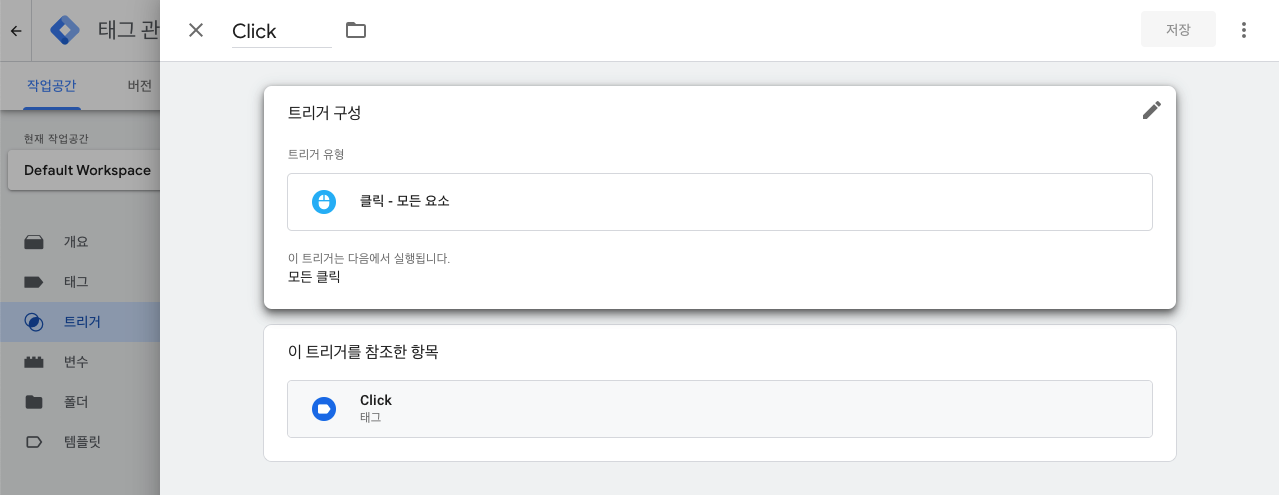 태그 관
Click
저장
작업공간
버전
현재 작업공간
Default Workspace
개요
태그
트리거
변수
폴더
템플릿
트리거 구성
트리거 유형
클릭 - 모든 요소
이 트리거는 다음에서 실행됩니다.
모든 클릭
이 트리거를 참조한 항목
Click
태그